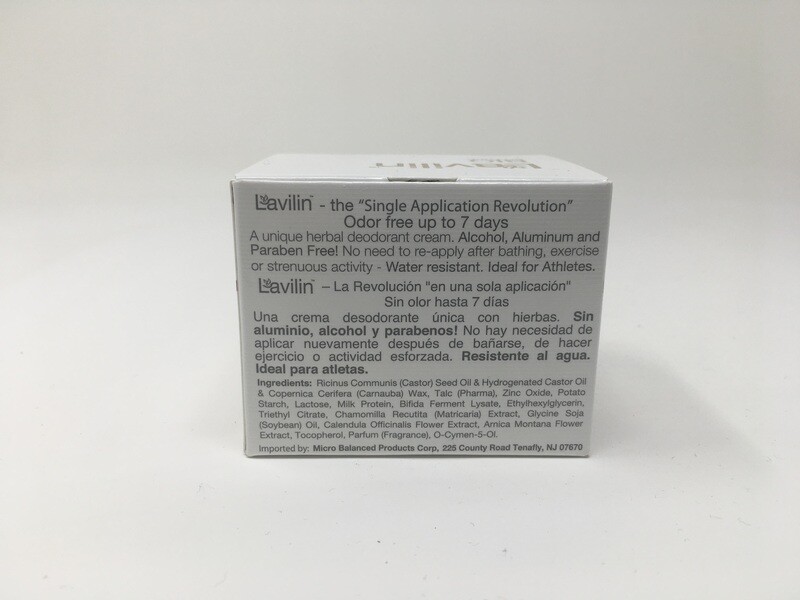 Lavilin
BIO
Lavilin™ - the “Single Application Revolution”
Odor free up to 7 days
A unique herbal deodorant cream. Alcohol, Aluminum and
Paraben Free! No need to re-apply after bathing, exercise
or strenuous activity - Water resistant. Ideal for Athletes.
Lavilin™ – La Revolución "en una sola aplicación"
Sin olor hasta 7 días
Una crema desodorante única con hierbas. Sin
aluminio, alcohol y parabenos! No hay necesidad de
aplicar nuevamente después de bañarse, de hacer
ejercicio o actividad esforzada. Resistente al agua.
Ideal para atletas.
Ingredients: Ricinus Communis (Castor) Seed Oil & Hydrogenated Castor Oil
& Copernica Cerifera (Carnauba) Wax, Talc (Pharma), Zinc Oxide, Potato
Starch, Lactose, Milk Protein, Bifida Ferment Lysate, Ethylhexylglycerin,
Triethyl Citrate, Chamomilla Recutita (Matricaria) Extract, Glycine Soja
(Soybean) Oil, Calendula Officinalis Flower Extract, Arnica Montana Flower
Extract, Tocopherol, Parfum (Fragrance), O-Cymen-5-Ol.
Imported by: Micro Balanced Products Corp, 225 County Road Tenafly, NJ 07670